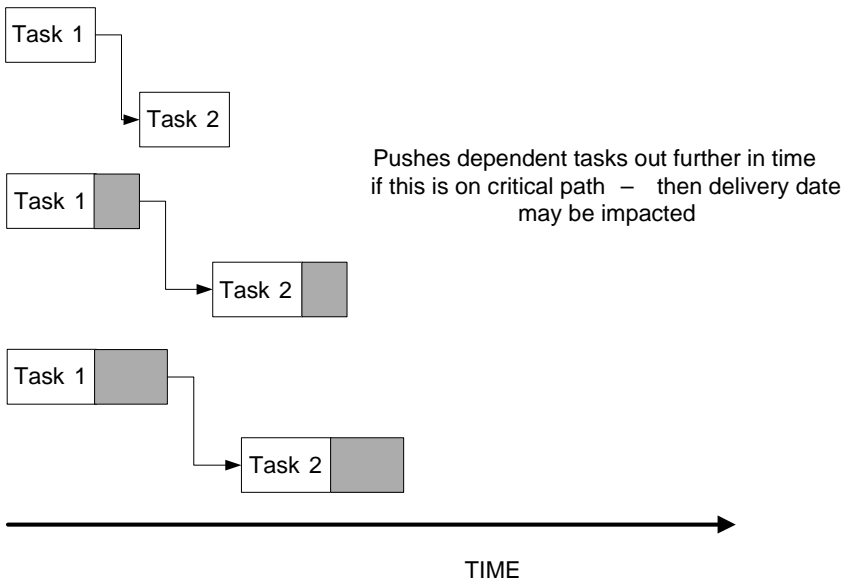 Task 1
Task 2
Pushes dependent tasks out further in time
if this is on critical path – then delivery date
may be impacted
Task 1
Task 2
Task 1
Task 2
TIME